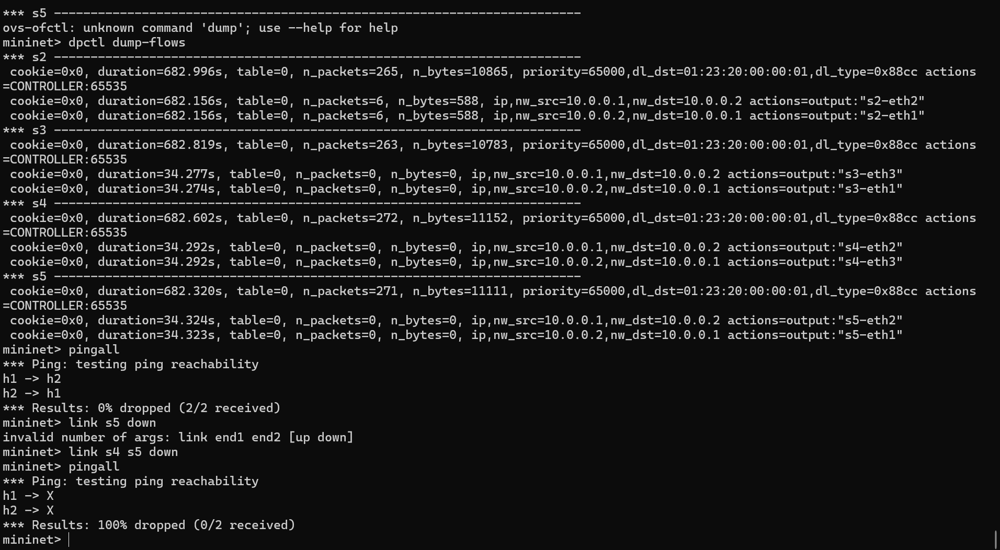 *** s5 ------------------------------------------------------------------------
ovs-ofctl: unknown command 'dump'; use --help for help
mininet> dpctl dump-flows
*** s2 ------------------------------------------------------------------------
 cookie=0x0, duration=682.996s, table=0, n_packets=265, n_bytes=10865, priority=65000,dl_dst=01:23:20:00:00:01,dl_type=0x88cc actions
=CONTROLLER:65535
 cookie=0x0, duration=682.156s, table=0, n_packets=6, n_bytes=588, ip,nw_src=10.0.0.1,nw_dst=10.0.0.2 actions=output:"s2-eth2"
 cookie=0x0, duration=682.156s, table=0, n_packets=6, n_bytes=588, ip,nw_src=10.0.0.2,nw_dst=10.0.0.1 actions=output:"s2-eth1"
*** s3 ------------------------------------------------------------------------
 cookie=0x0, duration=682.819s, table=0, n_packets=263, n_bytes=10783, priority=65000,dl_dst=01:23:20:00:00:01,dl_type=0x88cc actions
=CONTROLLER:65535
 cookie=0x0, duration=34.277s, table=0, n_packets=0, n_bytes=0, ip,nw_src=10.0.0.1,nw_dst=10.0.0.2 actions=output:"s3-eth3"
 cookie=0x0, duration=34.274s, table=0, n_packets=0, n_bytes=0, ip,nw_src=10.0.0.2,nw_dst=10.0.0.1 actions=output:"s3-eth1"
*** s4 ------------------------------------------------------------------------
 cookie=0x0, duration=682.602s, table=0, n_packets=272, n_bytes=11152, priority=65000,dl_dst=01:23:20:00:00:01,dl_type=0x88cc actions
=CONTROLLER:65535
 cookie=0x0, duration=34.292s, table=0, n_packets=0, n_bytes=0, ip,nw_src=10.0.0.1,nw_dst=10.0.0.2 actions=output:"s4-eth2"
 cookie=0x0, duration=34.292s, table=0, n_packets=0, n_bytes=0, ip,nw_src=10.0.0.2,nw_dst=10.0.0.1 actions=output:"s4-eth3"
*** s5 ------------------------------------------------------------------------
 cookie=0x0, duration=682.320s, table=0, n_packets=271, n_bytes=11111, priority=65000,dl_dst=01:23:20:00:00:01,dl_type=0x88cc actions
=CONTROLLER:65535
 cookie=0x0, duration=34.324s, table=0, n_packets=0, n_bytes=0, ip,nw_src=10.0.0.1,nw_dst=10.0.0.2 actions=output:"s5-eth2"
 cookie=0x0, duration=34.323s, table=0, n_packets=0, n_bytes=0, ip,nw_src=10.0.0.2,nw_dst=10.0.0.1 actions=output:"s5-eth1"
mininet> pingall
*** Ping: testing ping reachability
h1 -> h2
h2 -> h1
*** Results: 0% dropped (2/2 received)
mininet> link s5 down
invalid number of args: link end1 end2 [up down]
mininet> link s4 s5 down
mininet> pingall
*** Ping: testing ping reachability
h1 -> X
h2 -> X
*** Results: 100% dropped (0/2 received)
mininet>